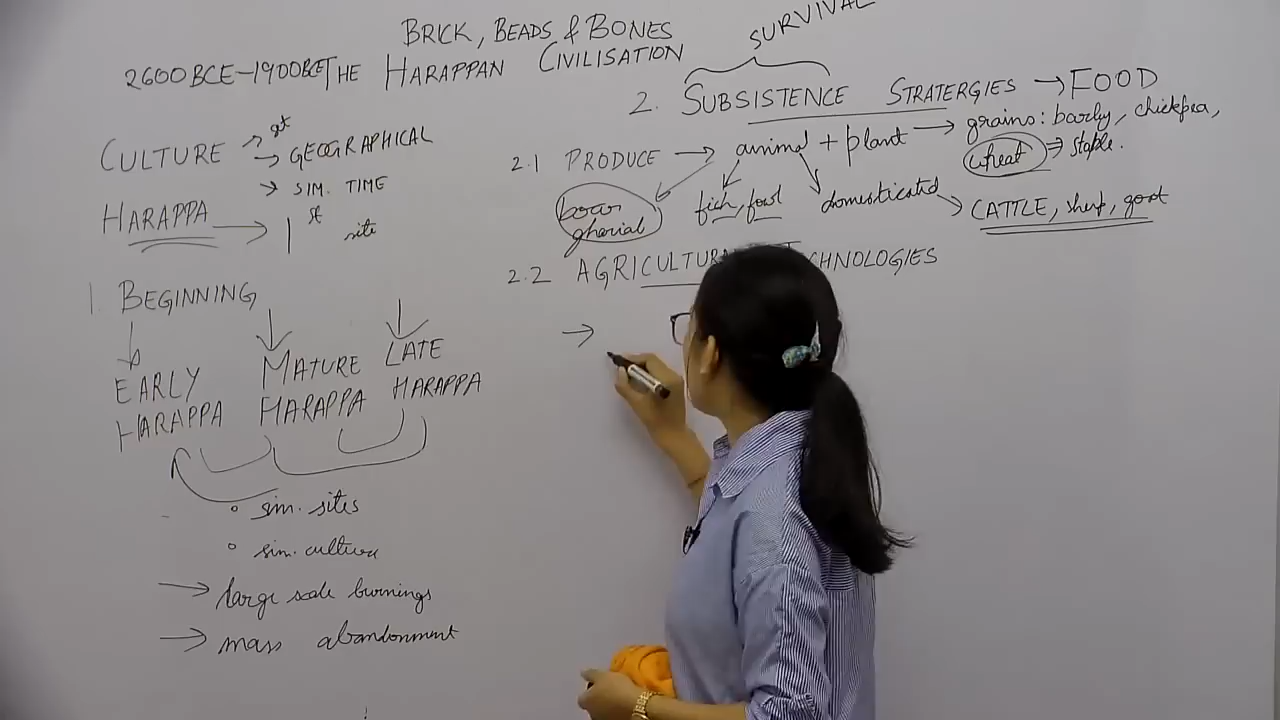 BRICK, BEADS & BONES
2600BCE-1900BCE THE HARAPPAN CIVILISATION
CULTURE → gt
→ GEOGRAPHICAL
→ SIM. TIME
HARAPPA → 1st site
1. BEGINNING
EARLY HARAPPA
MATURE HARAPPA
LATE HARAPPA
◦ sim. sites
◦ sim. culture
→ large scale burnings
→ mass abandonment
SURVIVAL
2. SUBSISTENCE STRATERGIES → FOOD
2.1 PRODUCE → animal + plant → grains: barly, chickpea,
wheat ⇒ staple.
boar
gharial
fish, fowl
domesticated → CATTLE, sheep, goat
2.2 AGRICULTUR CHNOLOGIES
→